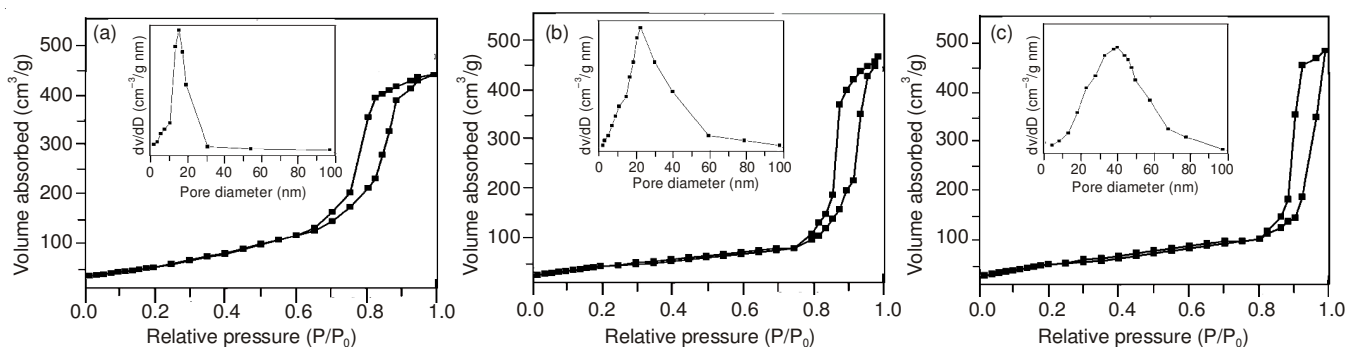 (a)
500
400
300
200
100
Volume absorbed (cm³/g)
0.0 0.2 0.4 0.6 0.8 1.0
Relative pressure (P/P₀)
dv/dD (cm⁻³/g nm)
0 20 40 60 80 100
Pore diameter (nm)
(b)
500
400
300
200
100
Volume absorbed (cm³/g)
0.0 0.2 0.4 0.6 0.8 1.0
Relative pressure (P/P₀)
dv/dD (cm⁻³/g nm)
0 20 40 60 80 100
Pore diameter (nm)
(c)
500
400
300
200
100
Volume absorbed (cm³/g)
0.0 0.2 0.4 0.6 0.8 1.0
Relative pressure (P/P₀)
dv/dD (cm⁻³/g nm)
0 20 40 60 80 100
Pore diameter (nm)